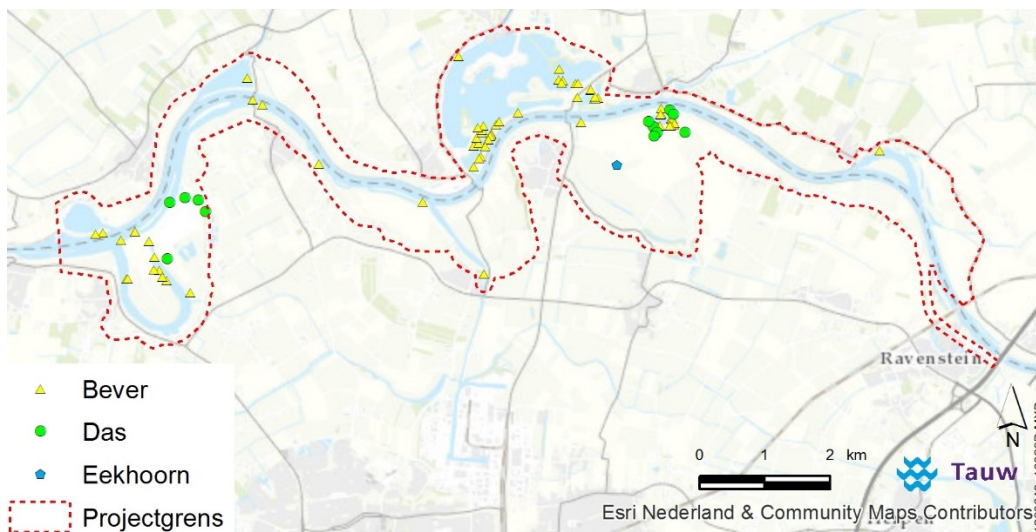 Ravenstein
Bever
Das
Eekhoorn
Projectgrens
0 1 2 km
N
Tauw
Esri Nederland & Community Maps Contributors